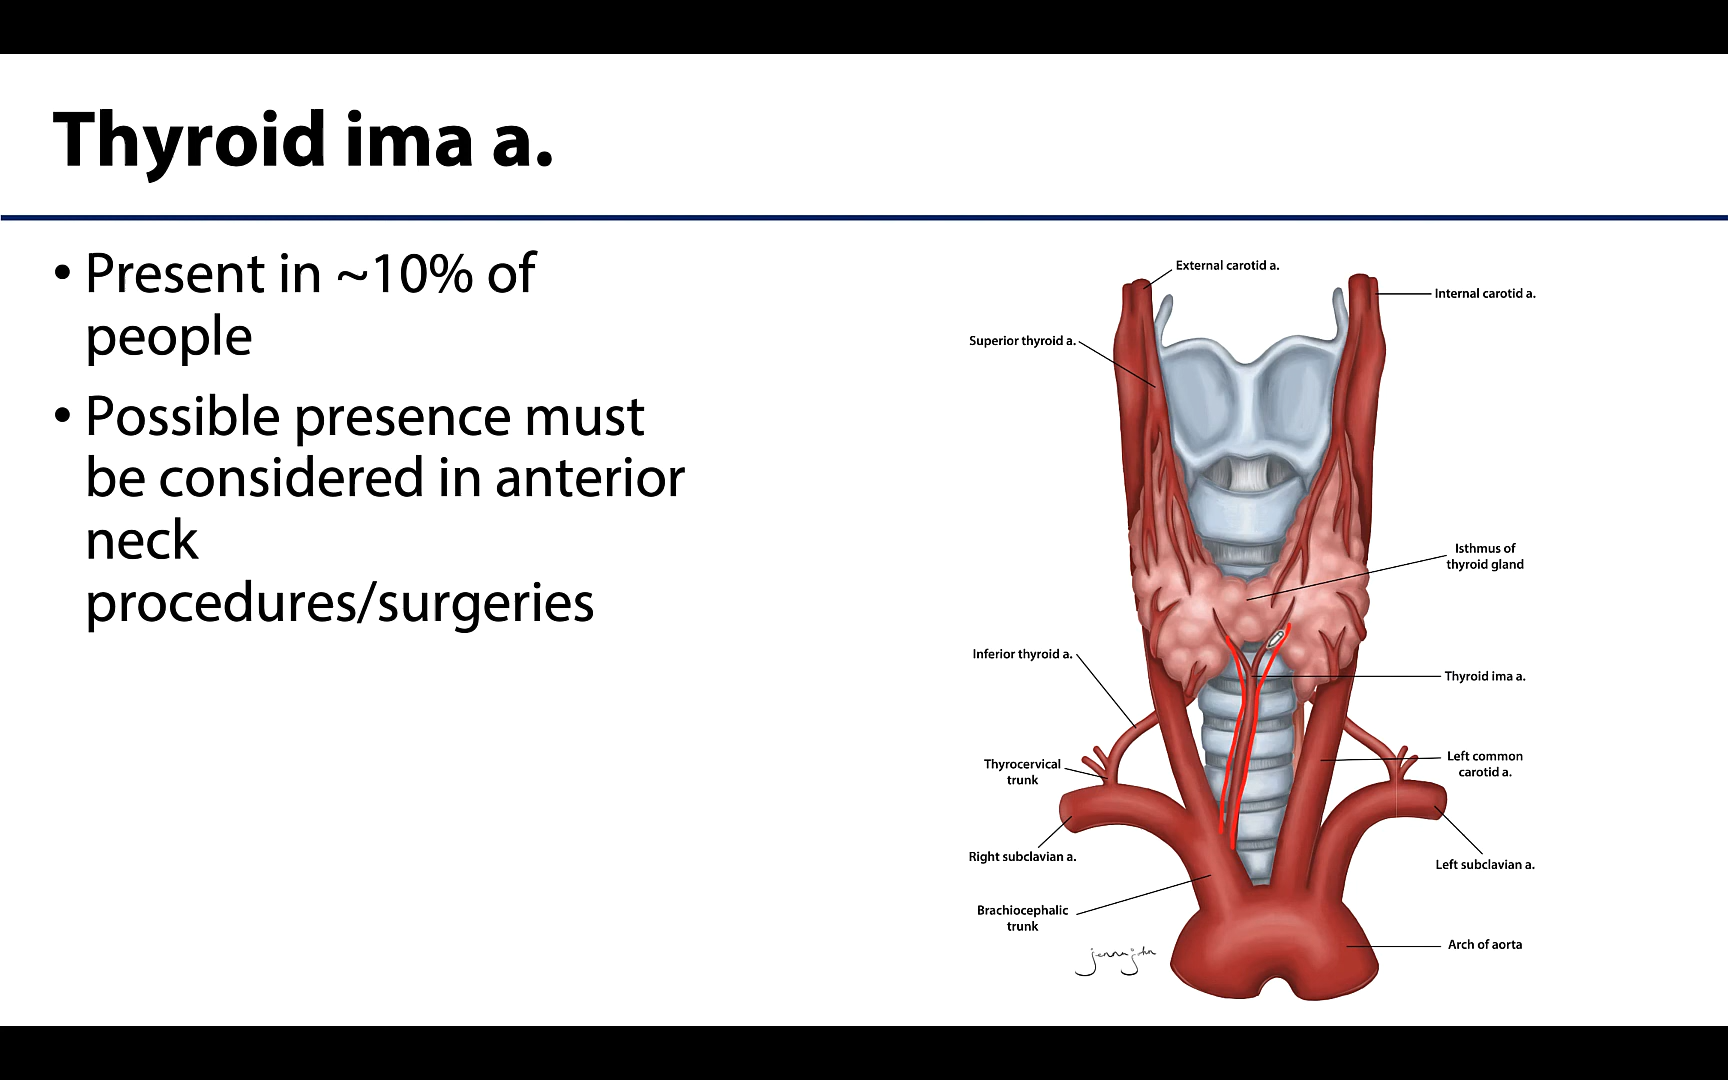 Thyroid ima a.
• Present in ~10% of
people
• Possible presence must
be considered in anterior
neck
procedures/surgeries
External carotid a.
Internal carotid a.
Superior thyroid a.
Isthmus of
thyroid gland
Inferior thyroid a.
Thyroid ima a.
Thyrocervical
trunk
Left common
carotid a.
Right subclavian a.
Left subclavian a.
Brachiocephalic
trunk
Arch of aorta